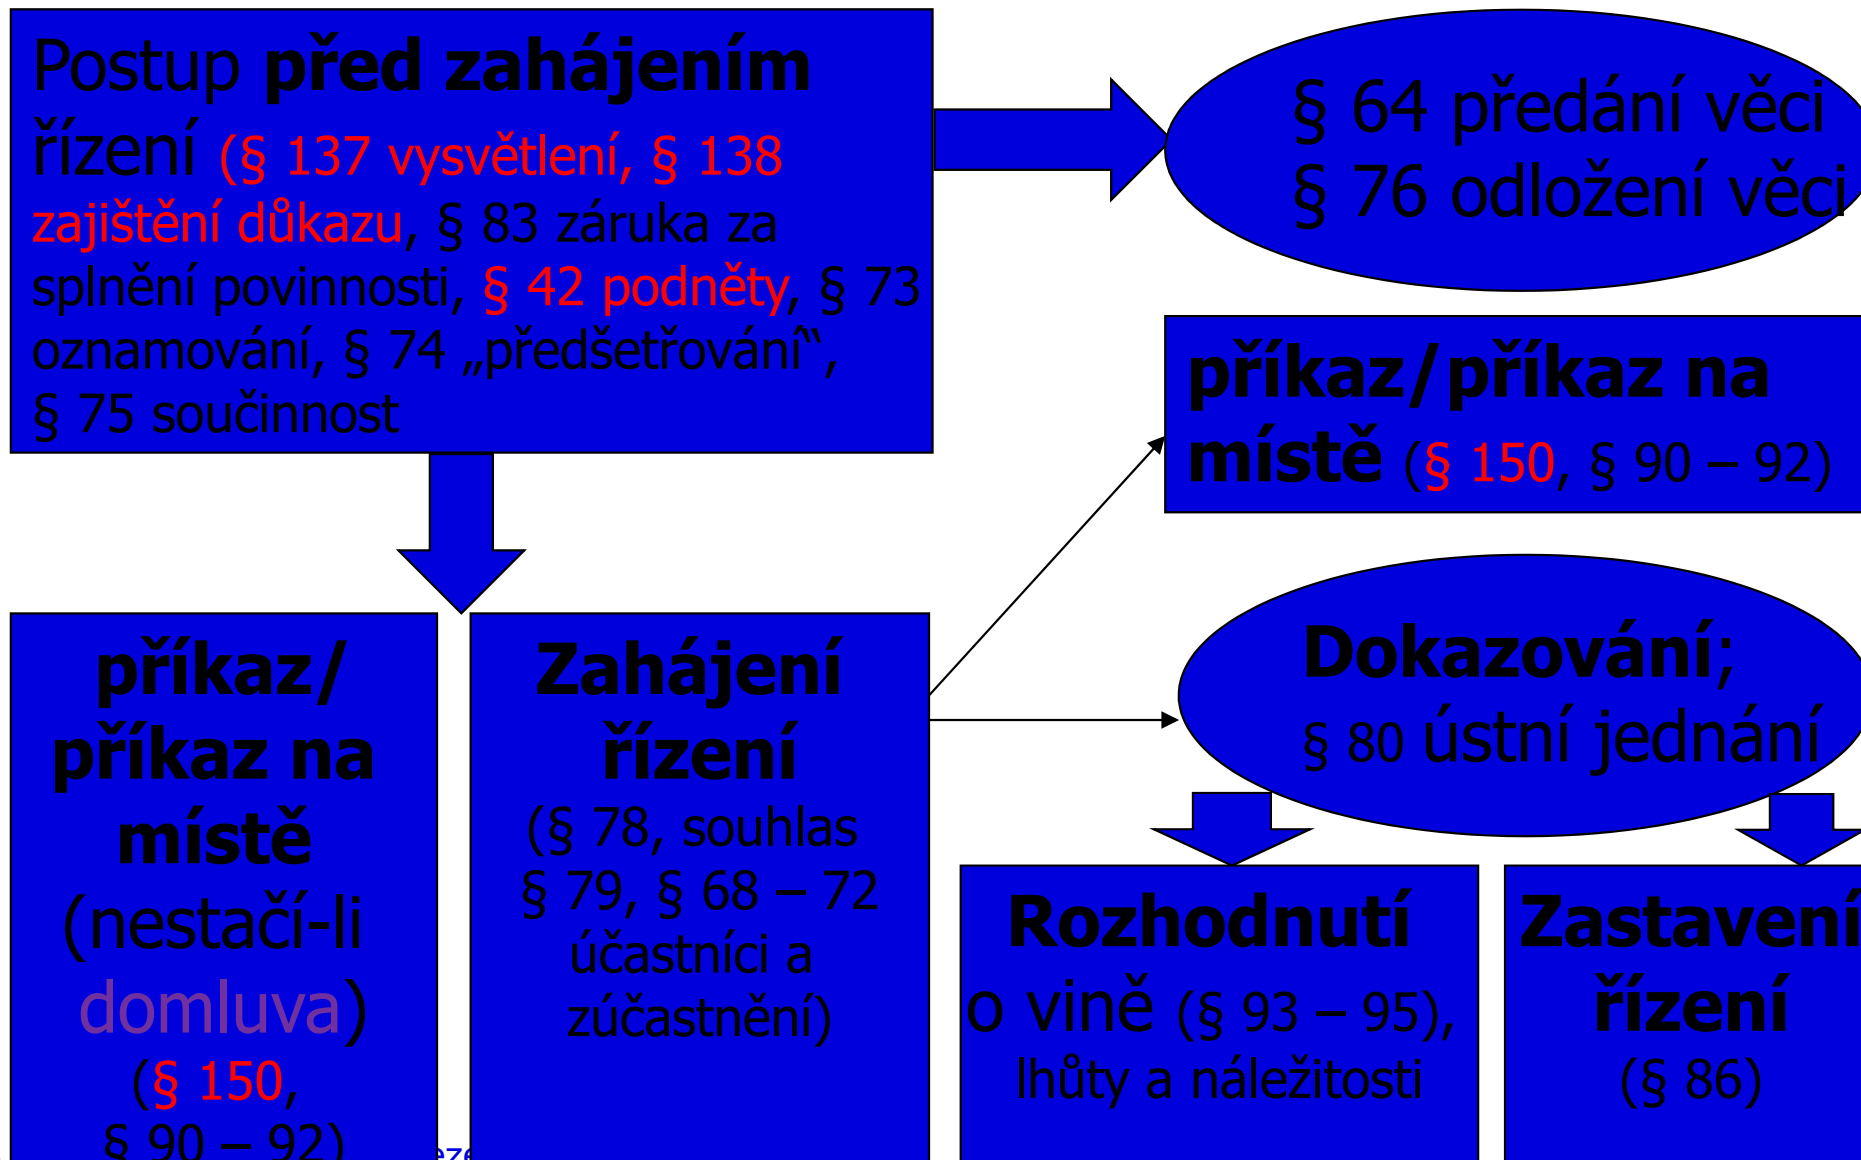 Postup před zahájením
řízení (§ 137 vysvětlení, § 138
zajištění důkazu, § 83 záruka za
splnění povinnosti, § 42 podněty, § 73
oznamování, § 74 „předšetřování“,
§ 75 součinnost
§ 64 předání věci
§ 76 odložení věci
příkaz/příkaz na
místě (§ 150, § 90 – 92)
příkaz/
příkaz na
místě
(nestačí-li
domluva)
(§ 150,
§ 90 – 92)
Zahájení
řízení
(§ 78, souhlas
§ 79, § 68 – 72
účastníci a
zúčastnění)
Dokazování;
§ 80 ústní jednání
Rozhodnutí
o vině (§ 93 – 95),
lhůty a náležitosti
Zastavení
řízení
(§ 86)